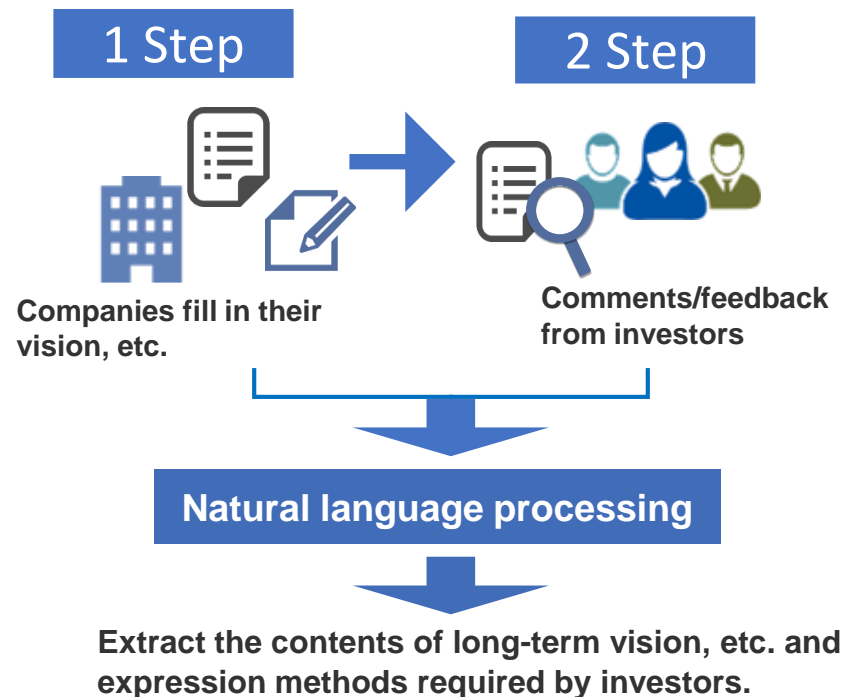 1 Step
2 Step
Companies fill in their
vision, etc.
Comments/feedback
from investors
Natural language processing
Extract the contents of long-term vision, etc. and
expression methods required by investors.